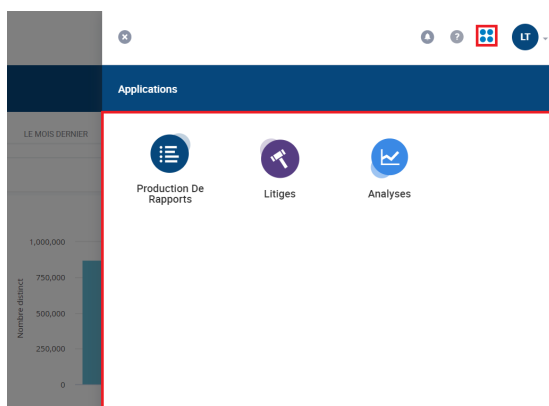 LT
Applications
LE MOIS DERNIER
Production De
Rapports
Litiges
Analyses
1,000,000
750,000
500,000
250,000
0
Nombre distinct